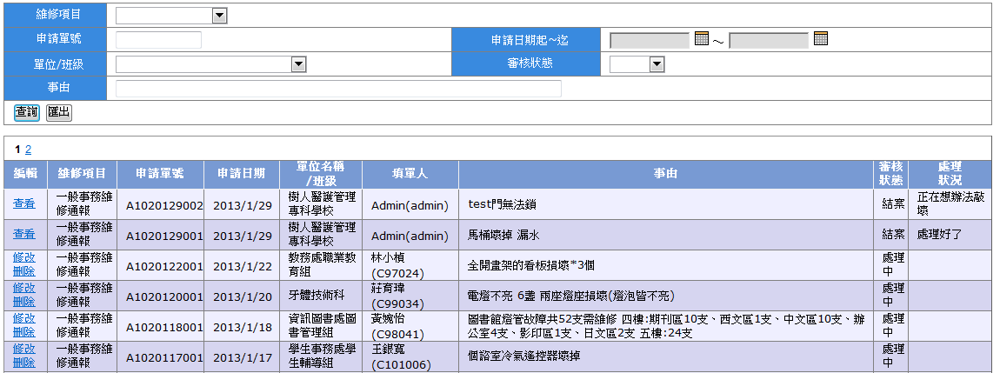 維修項目
申請單號
申請日期起~迄
～
單位/班級
審核狀態
事由
查詢 匯出
1 2
編輯 維修項目 申請單號 申請日期 單位名稱 填單人 事由 審核 處理
/班級 狀態 狀況
查看 一般事務維 A1020129002 2013/1/29 樹人醫護管理 Admin(admin) test門無法鎖 結案 正在想辦法敲
修通報 專科學校 壞
查看 一般事務維 A1020129001 2013/1/29 樹人醫護管理 Admin(admin) 馬桶壞掉 漏水 結案 處理好了
修通報 專科學校
修改 一般事務維 A1020122001 2013/1/22 教務處職業教 林小楨 全開畫架的看板損壞*3個 處理
刪除 修通報 育組 (C97024) 中
修改 一般事務維 A1020120001 2013/1/20 牙體技術科 莊育瑋 電燈不亮 6盞 兩座燈座損壞(燈泡皆不亮) 處理
刪除 修通報 (C99034) 中
修改 一般事務維 A1020118001 2013/1/18 資訊圖書處圖 黃婉怡 圖書館燈管故障共52支需維修 四樓:期刊區10支、西文區1支、中文區10支、辦 處理
刪除 修通報 書管理組 (C98041) 公室4支、影印區1支、日文區2支 五樓:24支 中
修改 一般事務維 A1020117001 2013/1/17 學生事務處學 王銀寬 個諮室冷氣遙控器壞掉 處理
刪除 修通報 生輔導組 (C101006) 中